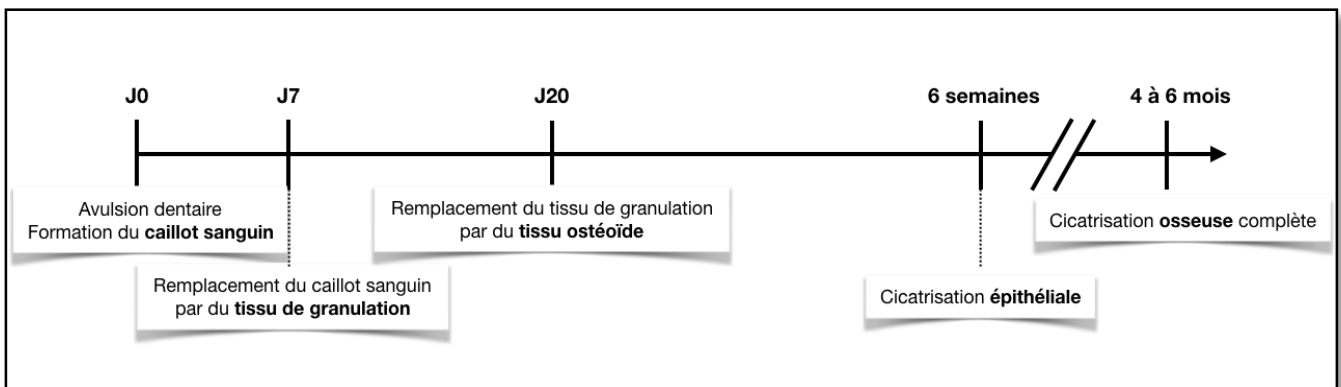 J0
J7
J20
6 semaines
4 à 6 mois
Avulsion dentaire
Formation du caillot sanguin
Remplacement du caillot sanguin
par du tissu de granulation
Remplacement du tissu de granulation
par du tissu ostéoïde
Cicatrisation épithéliale
Cicatrisation osseuse complète